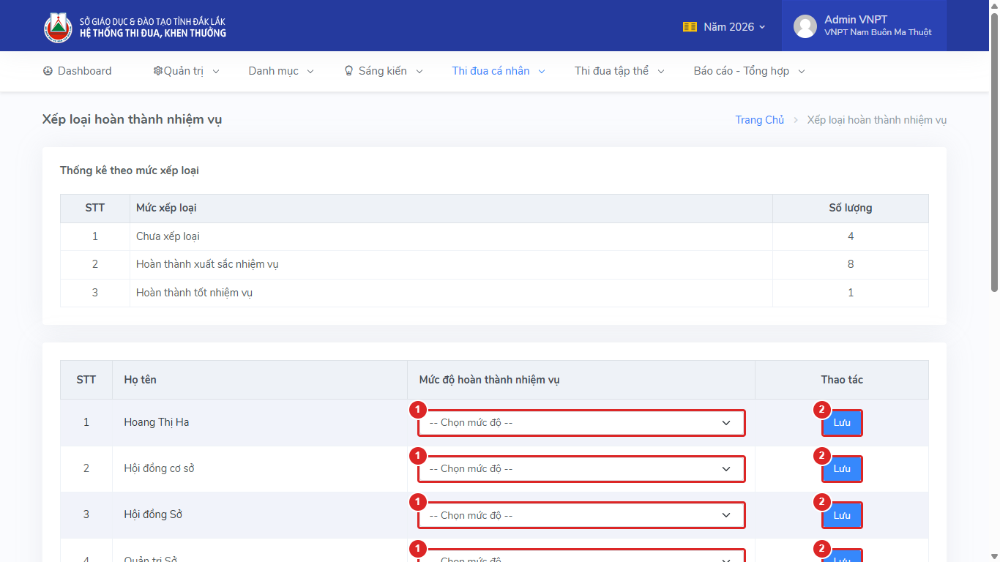 SỞ GIÁO DỤC & ĐÀO TẠO TỈNH ĐẮK LẮK
HỆ THỐNG THI ĐUA, KHEN THƯỞNG
Năm 2026
Admin VNPT
VNPT Nam Buôn Ma Thuột
Dashboard
Quản trị
Danh mục
Sáng kiến
Thi đua cá nhân
Thi đua tập thể
Báo cáo - Tổng hợp
Xếp loại hoàn thành nhiệm vụ
Trang Chủ > Xếp loại hoàn thành nhiệm vụ
Thống kê theo mức xếp loại
STT Mức xếp loại Số lượng
1 Chưa xếp loại 4
2 Hoàn thành xuất sắc nhiệm vụ 8
3 Hoàn thành tốt nhiệm vụ 1
STT Họ tên Mức độ hoàn thành nhiệm vụ Thao tác
1 2
1 Hoang Thị Ha -- Chọn mức độ -- Lưu
1 2
2 Hội đồng cơ sở -- Chọn mức độ -- Lưu
1 2
3 Hội đồng Sở -- Chọn mức độ -- Lưu
1 2
4 Quản trị Sở -- Chọn mức độ -- Lưu